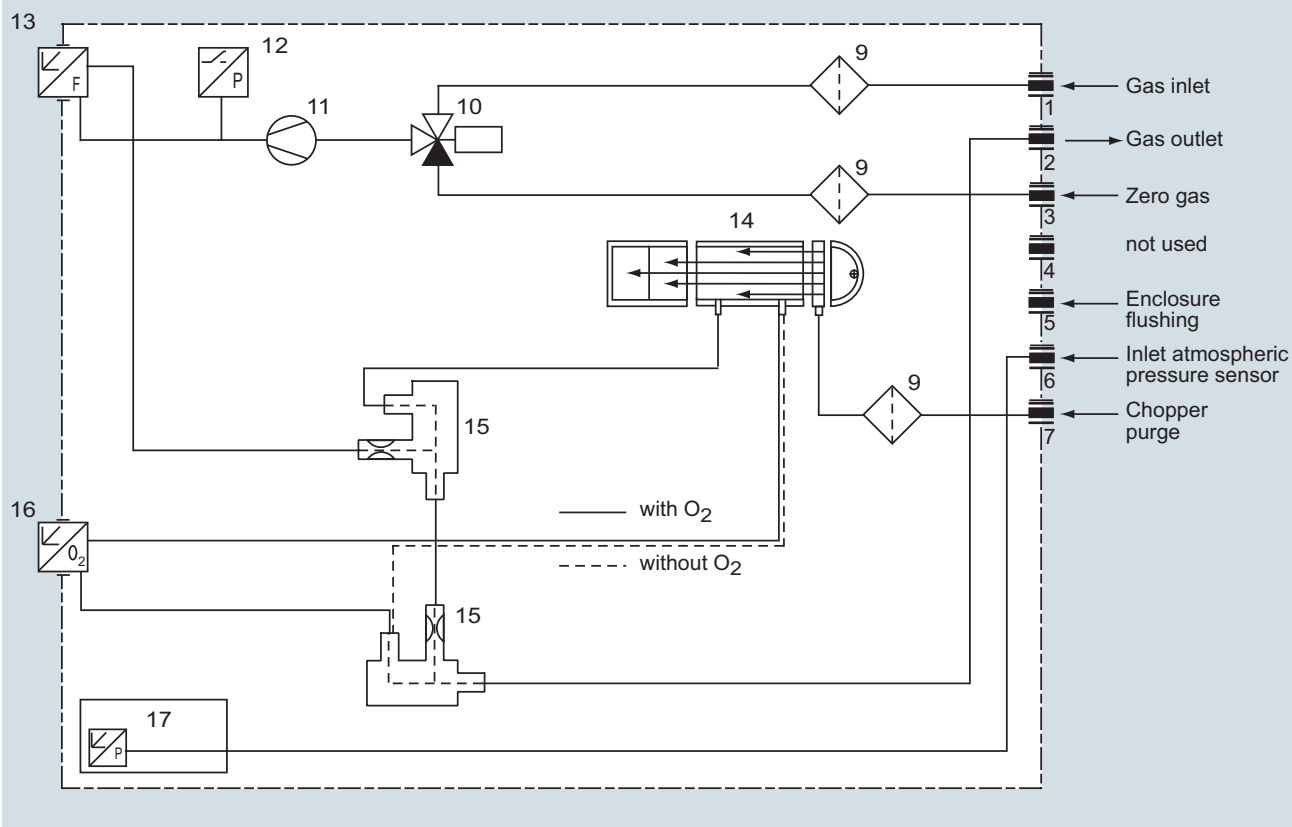 13
12
9
F
P
11
10
1
Gas inlet
2
Gas outlet
9
3
Zero gas
14
4
not used
5
Enclosure
flushing
6
Inlet atmospheric
pressure sensor
9
7
Chopper
purge
15
16
O2
with O2
without O2
15
17
P